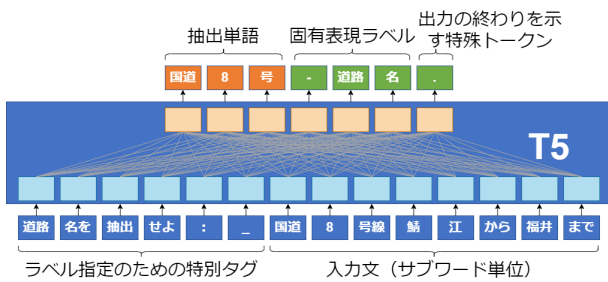 抽出単語 固有表現ラベル 出力の終わりを示
す特殊トークン
国道 8 号 - 道路 名 .
T5
道路 名を 抽出 せよ : _ 国道 8 号線 鯖 江 から 福井 まで
ラベル指定のための特別タグ 入力文（サブワード単位）